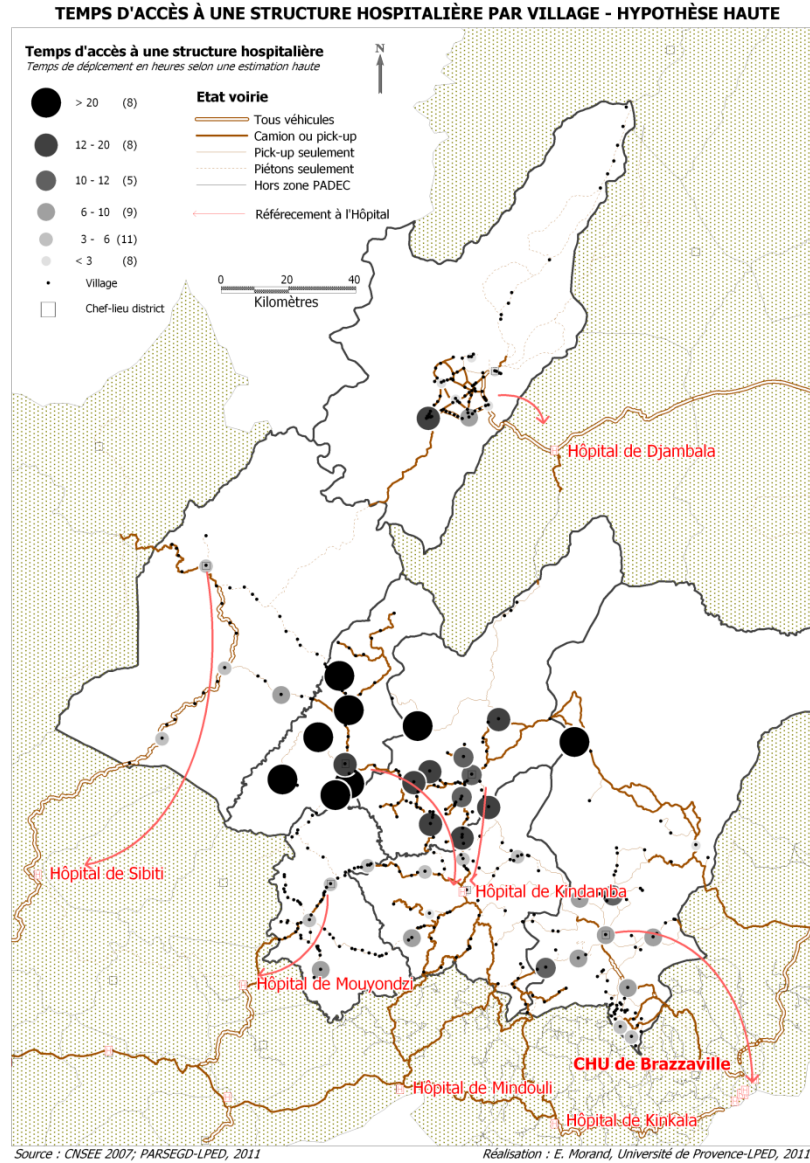 TEMPS D'ACCÈS À UNE STRUCTURE HOSPITALIÈRE PAR VILLAGE - HYPOTHÈSE HAUTE
Temps d'accès à une structure hospitalière
Temps de déplcement en heures selon une estimation haute
> 20 (8)
12 - 20 (8)
10 - 12 (5)
6 - 10 (9)
3 - 6 (11)
< 3 (8)
Village
Chef-lieu district
Etat voirie
Tous véhicules
Camion ou pick-up
Pick-up seulement
Piétons seulement
Hors zone PADEC
Référecement à l'Hôpital
N
0 20 40
Kilomètres
Hôpital de Djambala
Hôpital de Sibiti
Hôpital de Kindamba
Hôpital de Mouyondzi
CHU de Brazzaville
Hôpital de Mindouli
Hôpital de Kinkala
Source : CNSEE 2007; PARSEGD-LPED, 2011
Réalisation : E. Morand, Université de Provence-LPED, 2011